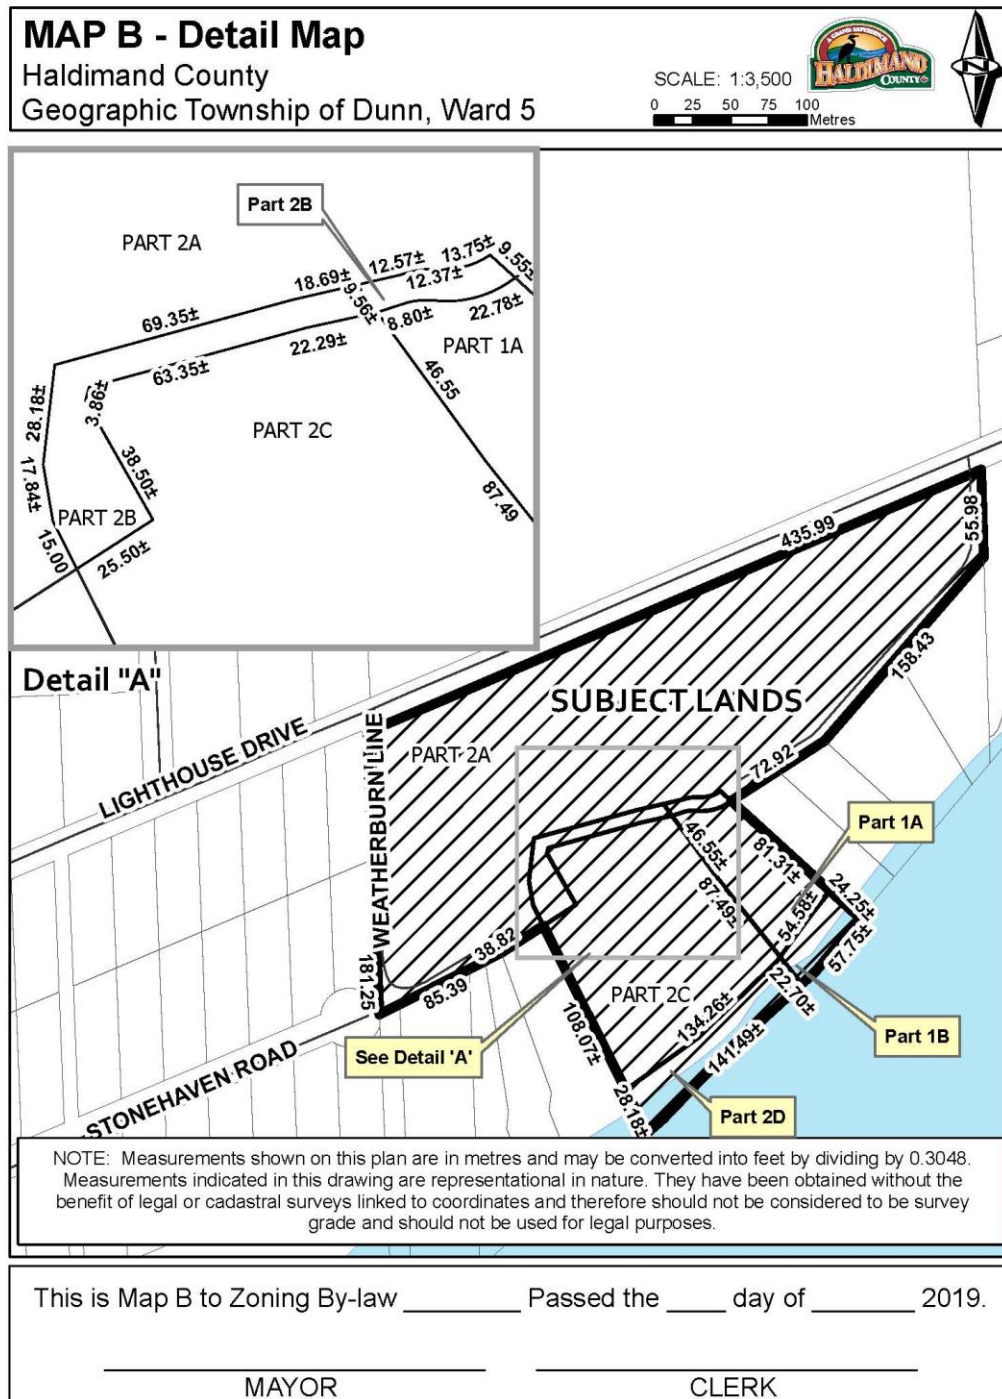 MAP B - Detail Map
Haldimand County
Geographic Township of Dunn, Ward 5
SCALE: 1:3,500
0 25 50 75 100
Metres
A GRAND EXPERIENCE
HALDIMAND
COUNTY
N
Part 2B
PART 2A
12.57±
13.75±
9.55±
18.69±
12.37±
9.56±
69.35±
8.80±
22.78±
22.29±
PART 1A
63.35±
46.55
28.18±
3.86±
PART 2C
38.50±
17.84±
87.49
PART 2B
15.00
25.50±
Detail "A"
435.99
55.98
158.43
SUBJECT LANDS
LIGHTHOUSE DRIVE
WEATHERBURN LINE
PART 2A
72.92
Part 1A
46.55±
81.31±
87.49±
24.25±
54.58±
57.75±
38.82
181.25
85.39
22.70±
PART 2C
134.26±
Part 1B
108.07±
141.49±
See Detail 'A'
STONEHAVEN ROAD
28.18±
Part 2D
NOTE: Measurements shown on this plan are in metres and may be converted into feet by dividing by 0.3048.
Measurements indicated in this drawing are representational in nature. They have been obtained without the
benefit of legal or cadastral surveys linked to coordinates and therefore should not be considered to be survey
grade and should not be used for legal purposes.
This is Map B to Zoning By-law ________ Passed the ____ day of _______ 2019.
MAYOR
CLERK